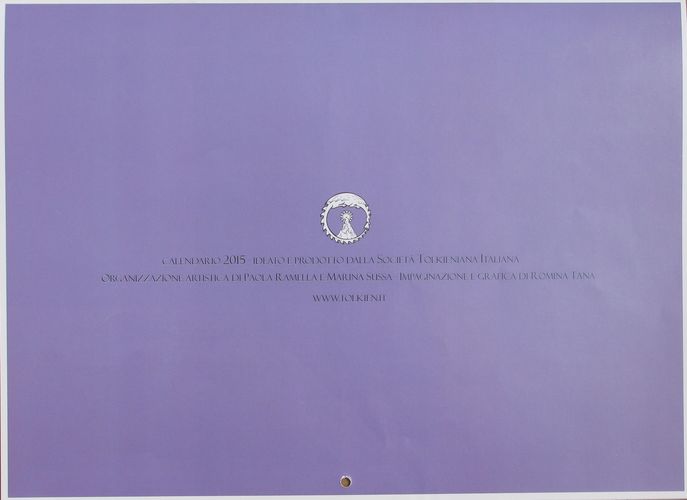 CALENDARIO 2015 - IDEATO E PRODOTTO DALLA SOCIETÀ TOLKIENIANA ITALIANA
ORGANIZZAZIONE ARTISTICA DI PAOLA RAMELLA E MARINA SUSSA - IMPAGINAZIONE E GRAFICA DI ROMINA TANA
WWW.TOLKIEN.IT